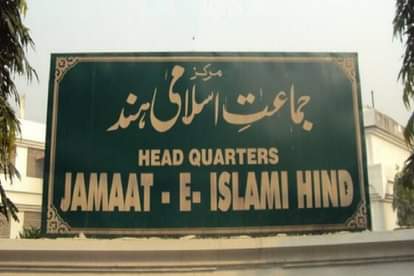 مرکز
جماعتِ اسلامی ہند
HEAD QUARTERS
JAMAAT - E- ISLAMI HIND